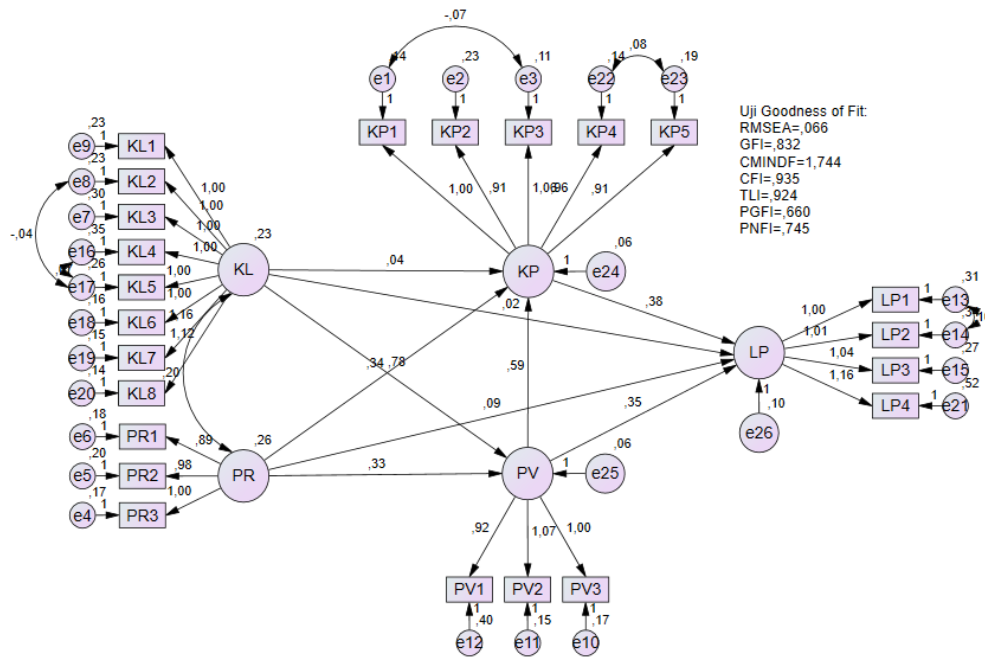 -,07
,14
,23
,11
,14
,08
,19
e1
e2
e3
e22
e23
1
1
1
1
1
KP1
KP2
KP3
KP4
KP5
Uji Goodness of Fit:
RMSEA=,066
GFI=,832
CMINDF=1,744
CFI=,935
TLI=,924
PGFI=,660
PNFI=,745
,23
e9
1
KL1
,23
e8
1
KL2
,30
e7
1
KL3
,35
e16
1
KL4
,26
e17
1
KL5
,16
e18
1
KL6
,15
e19
1
KL7
,14
e20
1
KL8
-,04
1,00
1,00
1,00
1,00
1,00
1,00
1,16
1,12
,20
,23
KL
1,00
,91
1,06
,96
,91
,04
KP
1
,06
e24
,02
,38
,34
,78
,59
,09
,33
,35
LP
1
,10
e26
1,00
1,01
1,04
1,16
LP1
1
,31
e13
LP2
1
e14
LP3
1
,27
e15
LP4
1
,52
e21
,18
e6
1
PR1
,20
e5
1
PR2
,17
e4
1
PR3
,89
,98
1,00
,26
PR
PV
1
,06
e25
,92
1,07
1,00
PV1
PV2
PV3
1
1
1
,40
,15
,17
e12
e11
e10